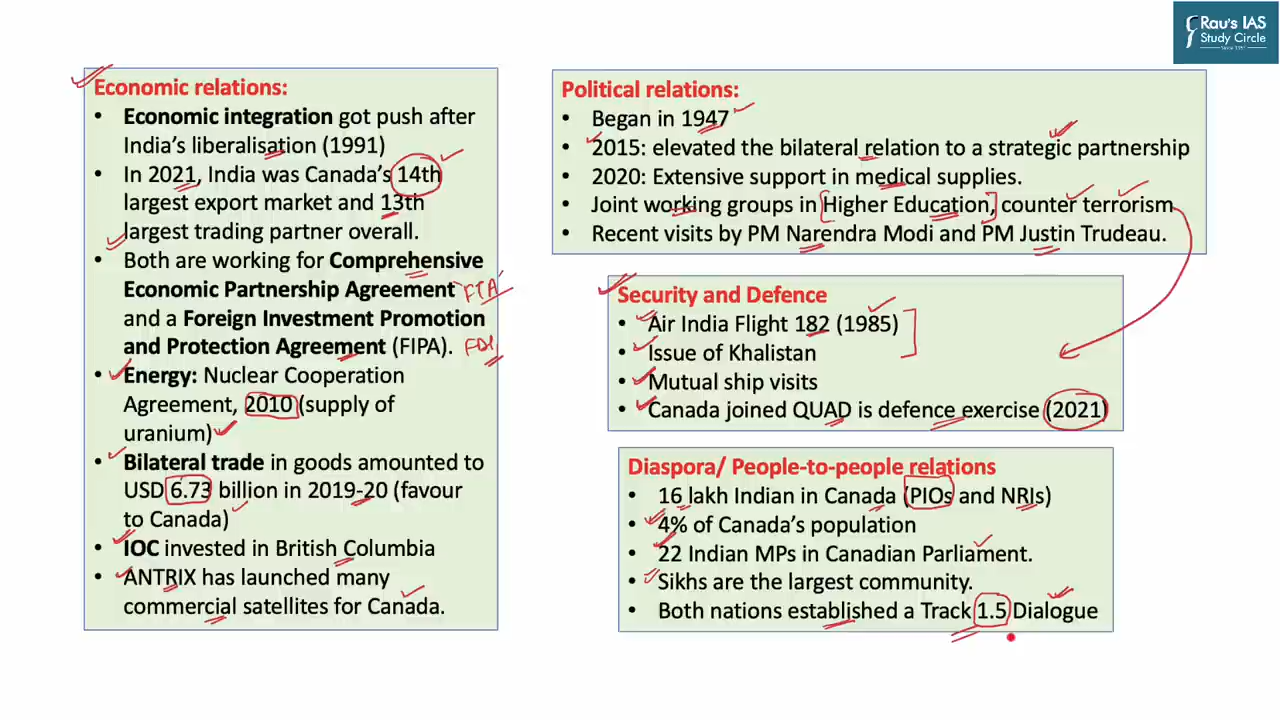 Rau's IAS
Study Circle
Since 1953
Economic relations:
• Economic integration got push after
India's liberalisation (1991)
• In 2021, India was Canada's 14th
largest export market and 13th
largest trading partner overall.
• Both are working for Comprehensive
Economic Partnership Agreement FTA
and a Foreign Investment Promotion
and Protection Agreement (FIPA). FDI
• Energy: Nuclear Cooperation
Agreement, 2010 (supply of
uranium)
• Bilateral trade in goods amounted to
USD 6.73 billion in 2019-20 (favour
to Canada)
• IOC invested in British Columbia
• ANTRIX has launched many
commercial satellites for Canada.
Political relations:
• Began in 1947
• 2015: elevated the bilateral relation to a strategic partnership
• 2020: Extensive support in medical supplies.
• Joint working groups in Higher Education, counter terrorism
• Recent visits by PM Narendra Modi and PM Justin Trudeau.
Security and Defence
• Air India Flight 182 (1985)
• Issue of Khalistan
• Mutual ship visits
• Canada joined QUAD is defence exercise (2021)
Diaspora/ People-to-people relations
• 16 lakh Indian in Canada (PIOs and NRIs)
• 4% of Canada's population
• 22 Indian MPs in Canadian Parliament.
• Sikhs are the largest community.
• Both nations established a Track 1.5 Dialogue